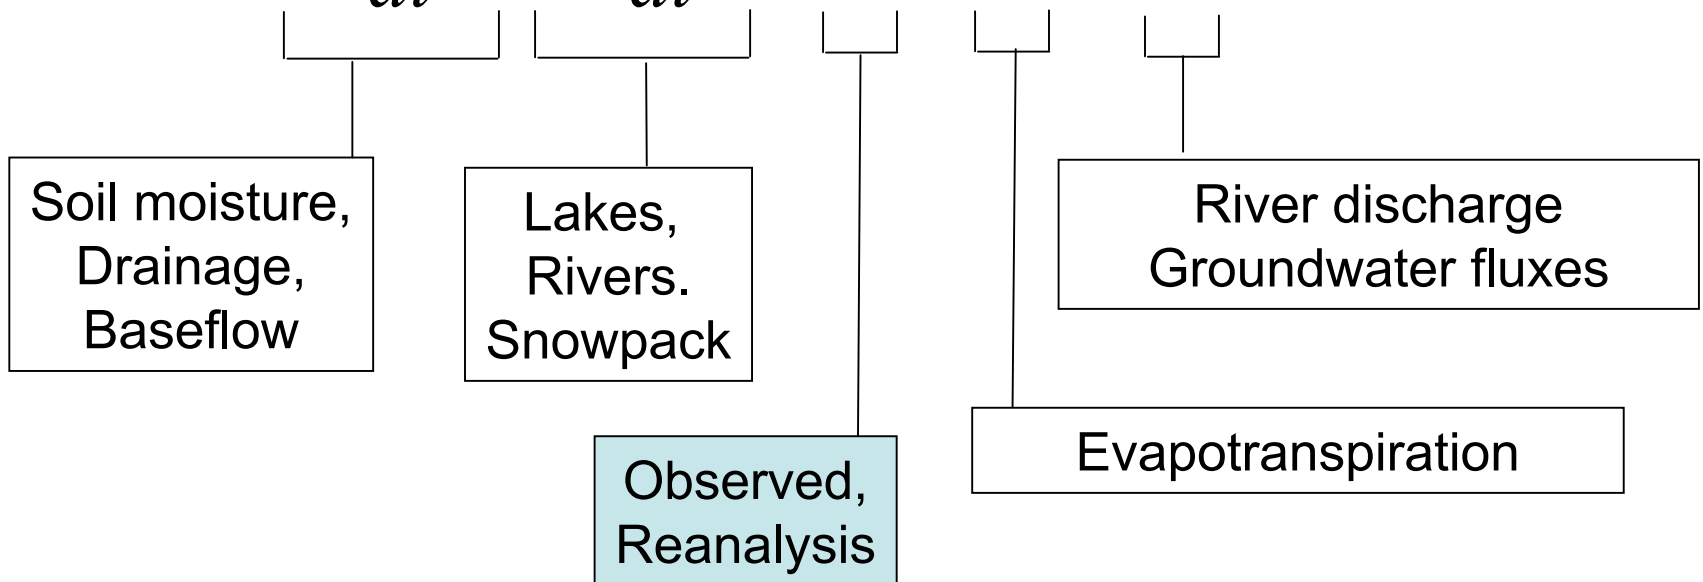 Soil moisture,
Drainage,
Baseflow
Lakes,
Rivers.
Snowpack
River discharge
Groundwater fluxes
Evapotranspiration
Observed,
Reanalysis